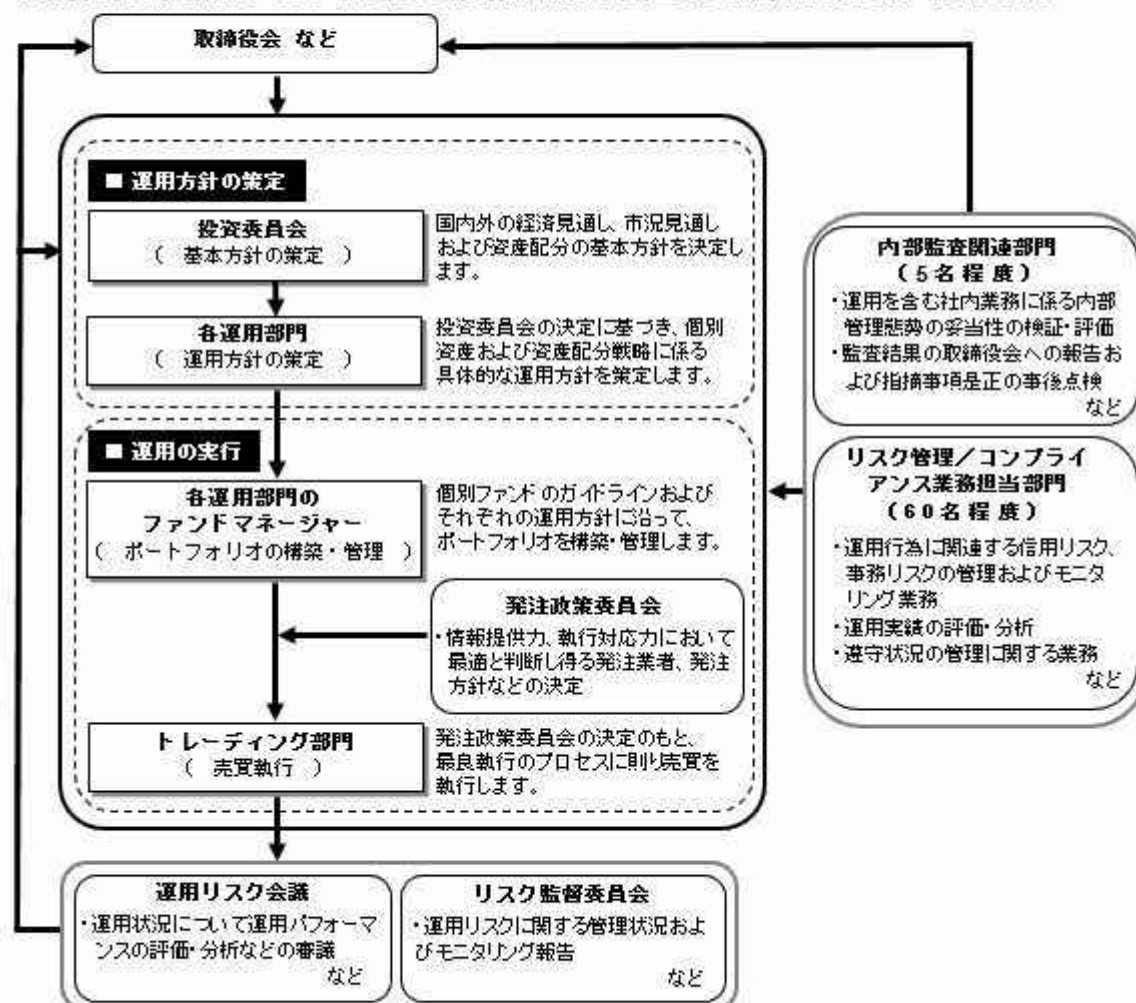 取締役会 など
■ 運用方針の策定
投資委員会
( 基本方針の策定 )
国内外の経済見通し、市況見通し
および資産配分の基本方針を決定し
ます。
各運用部門
( 運用方針の策定 )
投資委員会の決定に基づき、個別
資産および資産配分戦略に係る
具体的な運用方針を策定します。
■ 運用の実行
各運用部門の
ファンドマネージャー
( ポートフォリオの構築・管理 )
個別ファンドのガイドラインおよび
それぞれの運用方針に沿って、
ポートフォリオを構築・管理します。
発注政策委員会
・情報提供力、執行対応力において
最適と判断し得る発注業者、発注
方針などの決定
トレーディング部門
( 売買執行 )
発注政策委員会の決定のもと、
最良執行のプロセスに則り売買を
執行します。
内部監査関連部門
(5名程度)
・運用を含む社内業務に係る内部
管理態勢の妥当性の検証・評価
・監査結果の取締役会への報告お
よび指摘事項是正の事後点検
など
リスク管理/コンプライ
アンス業務担当部門
(60名程度)
・運用行為に関連する信用リスク、
事務リスクの管理およびモニタ
リング業務
・運用実績の評価・分析
・遵守状況の管理に関する業務
など
運用リスク会議
・運用状況について運用パフォーマ
ンスの評価・分析などの審議
など
リスク監督委員会
・運用リスクに関する管理状況およ
びモニタリング報告
など